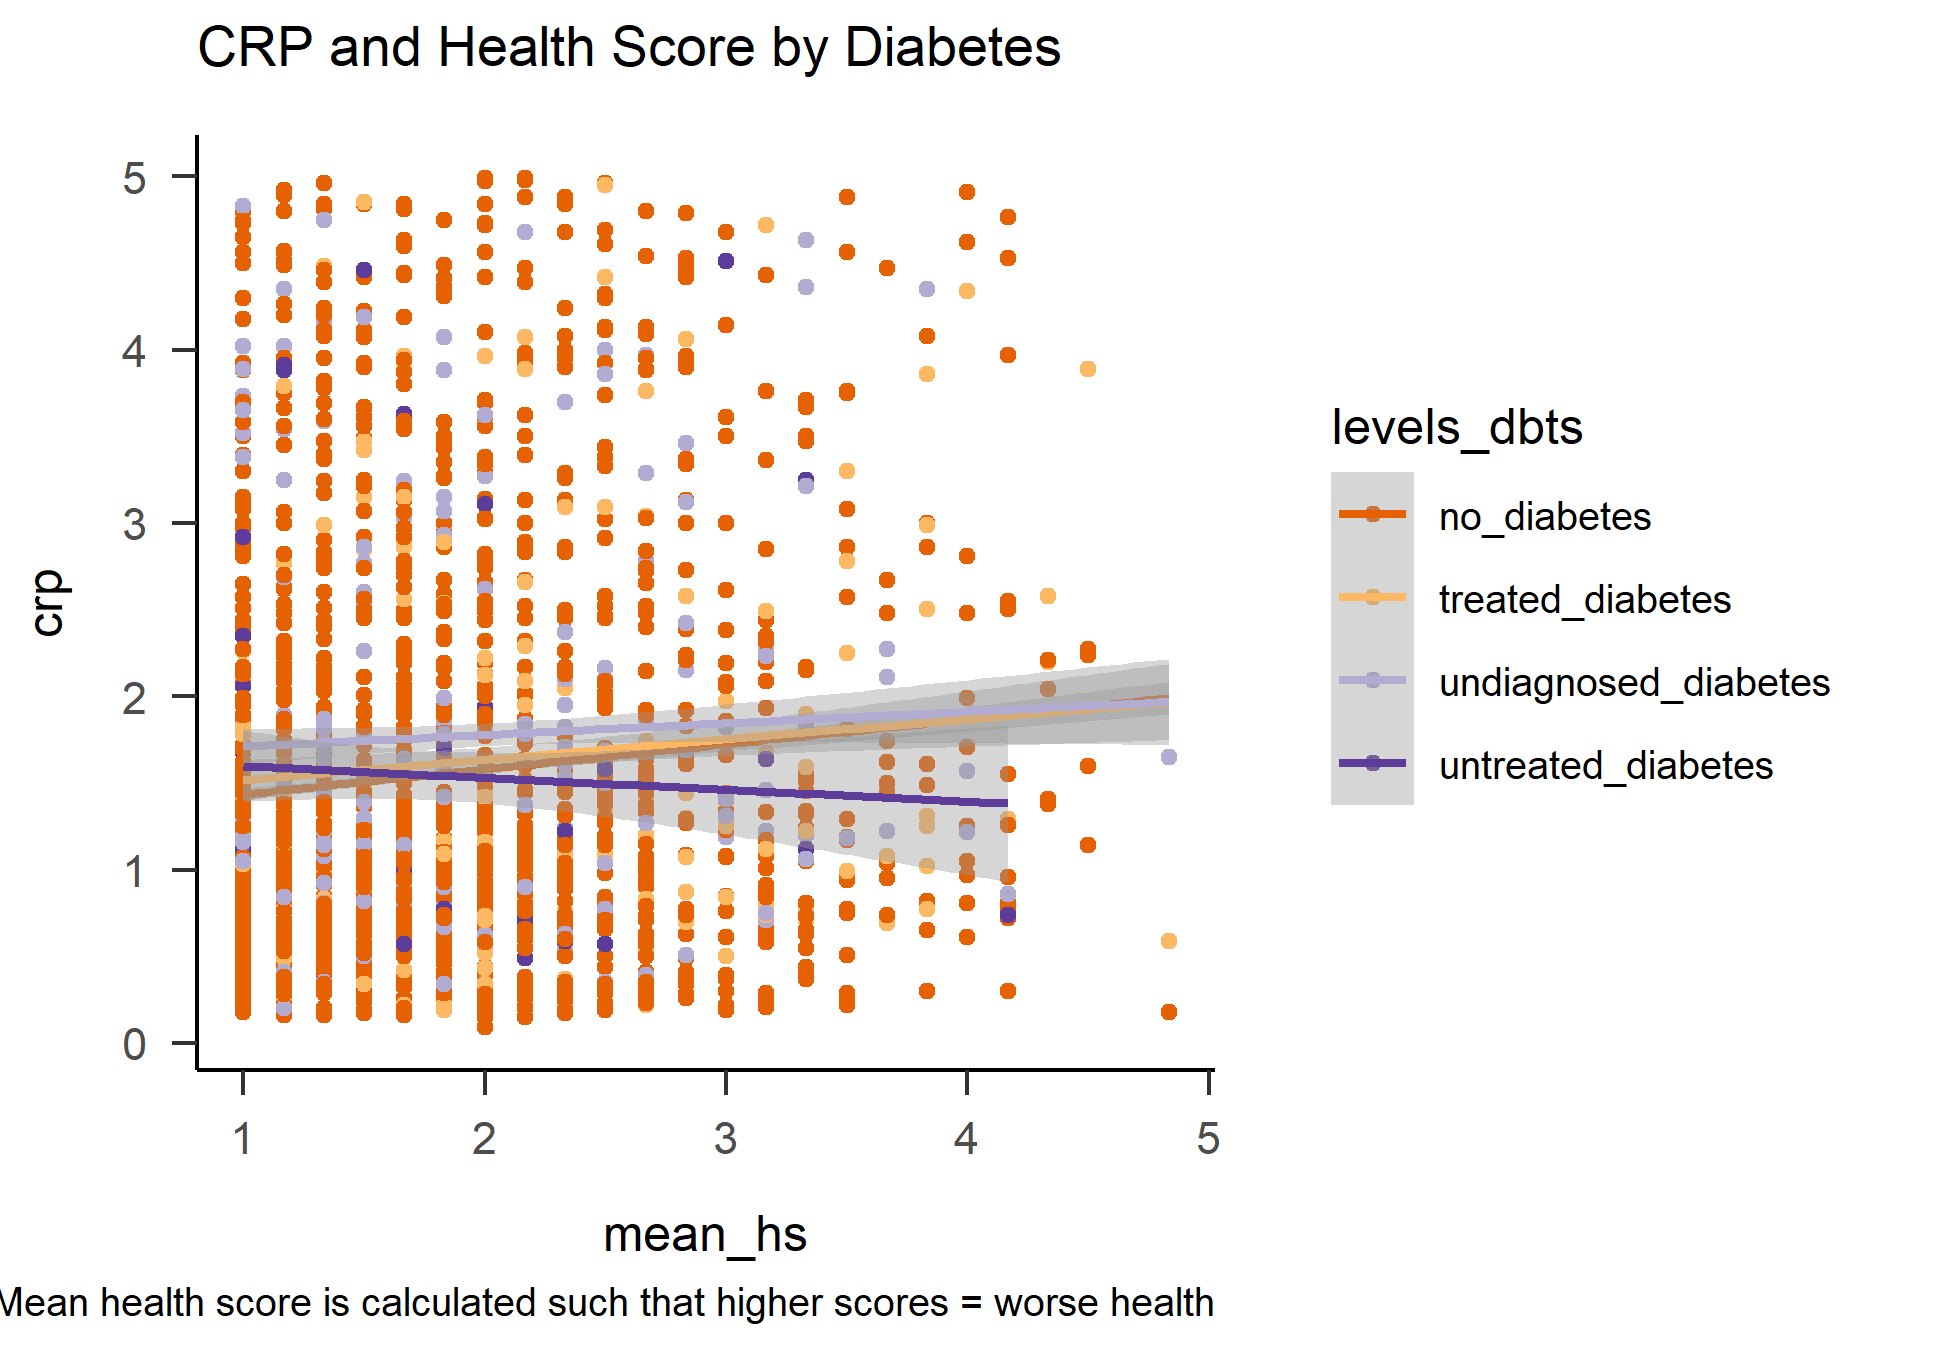 CRP and Health Score by Diabetes
5
4
3
2
1
0
crp
1 2 3 4 5
mean_hs
Mean health score is calculated such that higher scores = worse health
levels_dbts
no_diabetes
treated_diabetes
undiagnosed_diabetes
untreated_diabetes